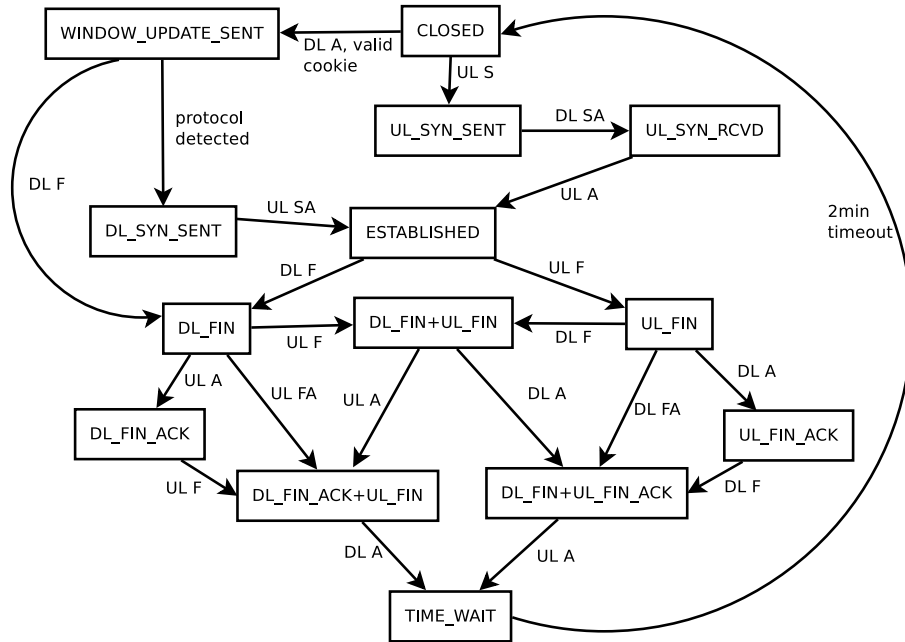 WINDOW_UPDATE_SENT
CLOSED
DL A, valid
cookie
UL S
protocol
detected
UL_SYN_SENT
DL SA
UL_SYN_RCVD
DL F
UL A
2min
timeout
DL_SYN_SENT
UL SA
ESTABLISHED
DL F
UL F
DL_FIN
UL F
DL_FIN+UL_FIN
DL F
UL_FIN
UL A
UL FA
UL A
DL A
DL FA
DL A
DL_FIN_ACK
UL_FIN_ACK
UL F
DL_FIN_ACK+UL_FIN
DL_FIN+UL_FIN_ACK
DL F
DL A
UL A
TIME_WAIT